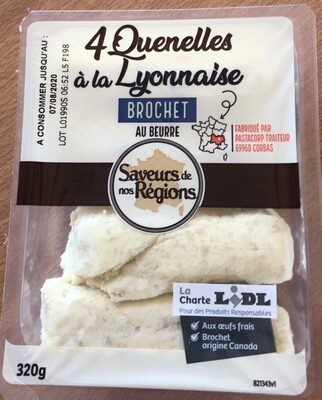 A CONSOMMER JUSQU'AU :
07/08/2020
LOT L01990S 06:52 LS F198
4 Quenelles
à la Lyonnaise
BROCHET
AU BEURRE
FABRIQUÉ PAR
PASTACORP TRAITEUR
69960 CORBAS
Saveurs de
nos Régions
La
Charte LiDL
Pour des Produits Responsables
Aux œufs frais
Brochet
origine Canada
320g
821343v1